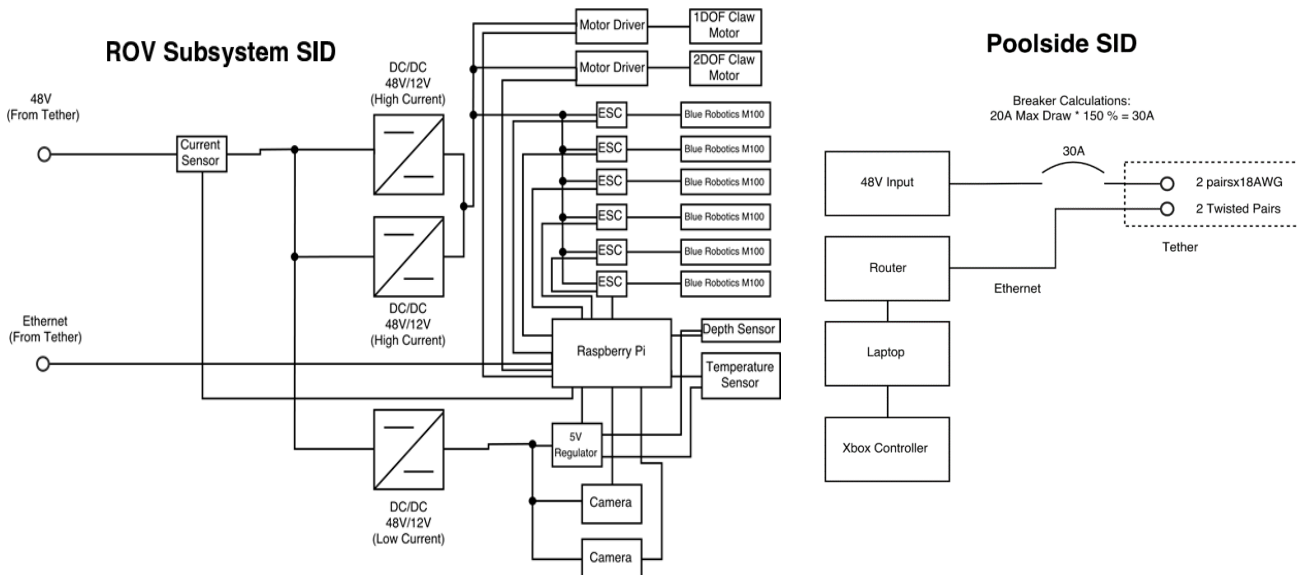 ROV Subsystem SID
48V
(From Tether)
Current
Sensor
DC/DC
48V/12V
(High Current)
DC/DC
48V/12V
(High Current)
Ethernet
(From Tether)
DC/DC
48V/12V
(Low Current)
Motor Driver
1DOF Claw
Motor
Motor Driver
2DOF Claw
Motor
ESC
Blue Robotics M100
ESC
Blue Robotics M100
ESC
Blue Robotics M100
ESC
Blue Robotics M100
ESC
Blue Robotics M100
ESC
Blue Robotics M100
Raspberry Pi
Depth Sensor
Temperature
Sensor
5V
Regulator
Camera
Camera
Poolside SID
Breaker Calculations:
20A Max Draw * 150 % = 30A
30A
48V Input
2 pairsx18AWG
2 Twisted Pairs
Tether
Router
Ethernet
Laptop
Xbox Controller